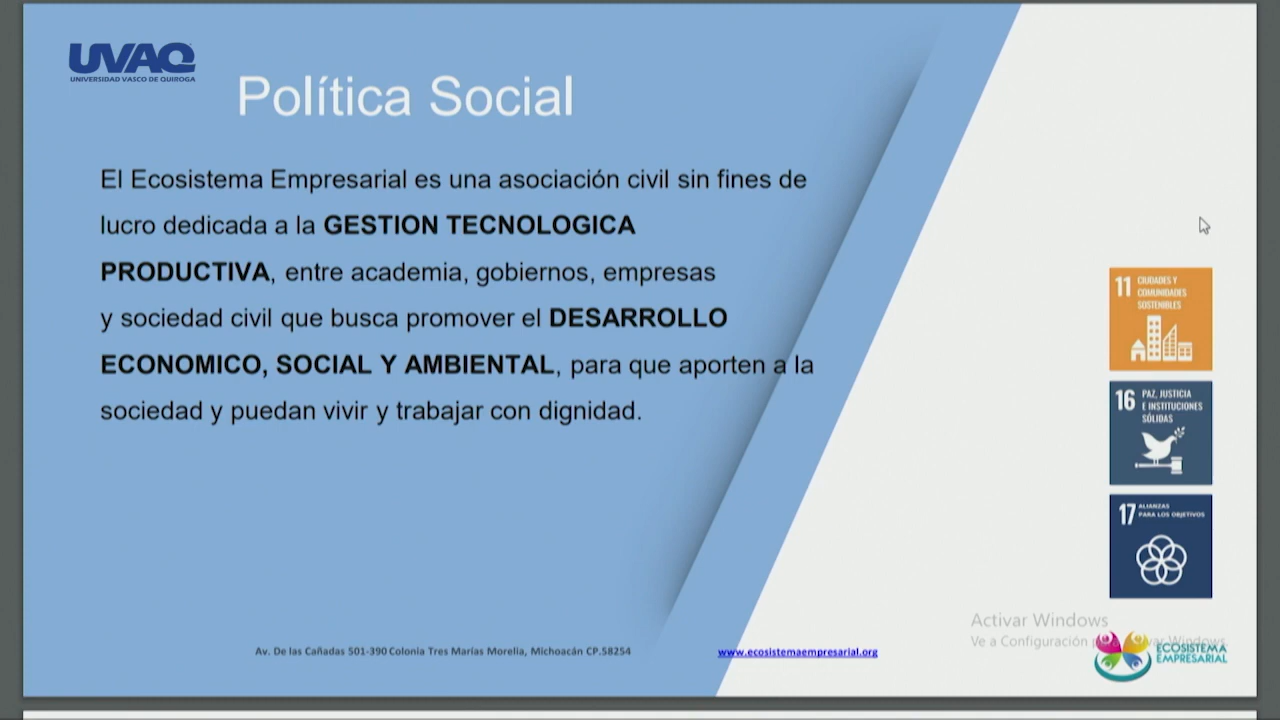 UVAQ
UNIVERSIDAD VASCO DE QUIROGA
Política Social
El Ecosistema Empresarial es una asociación civil sin fines de
lucro dedicada a la GESTION TECNOLOGICA
PRODUCTIVA, entre academia, gobiernos, empresas
y sociedad civil que busca promover el DESARROLLO
ECONOMICO, SOCIAL Y AMBIENTAL, para que aporten a la
sociedad y puedan vivir y trabajar con dignidad.
11 CIUDADES Y
COMUNIDADES
SOSTENIBLES
16 PAZ, JUSTICIA
E INSTITUCIONES
SÓLIDAS
17 ALIANZAS
PARA LOS OBJETIVOS
Activar Windows
Ve a Configuración Windows
Av. De las Cañadas 501-390 Colonia Tres Marías Morelia, Michoacán CP.58254
www.ecosistemaempresarial.org
ECOSISTEMA
EMPRESARIAL